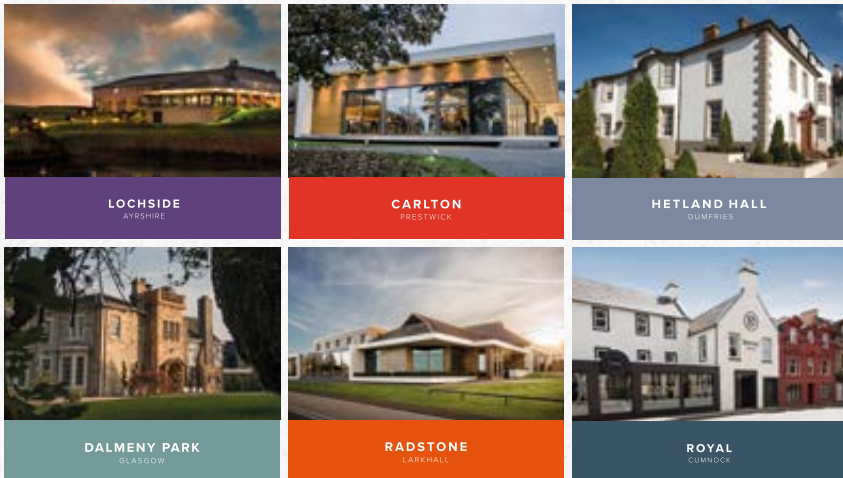 LOCHSIDE
AYRSHIRE
CARLTON
PRESTWICK
HETLAND HALL
DUMFRIES
DALMENY PARK
GLASGOW
RADSTONE
LARKHALL
ROYAL
CUMNOCK